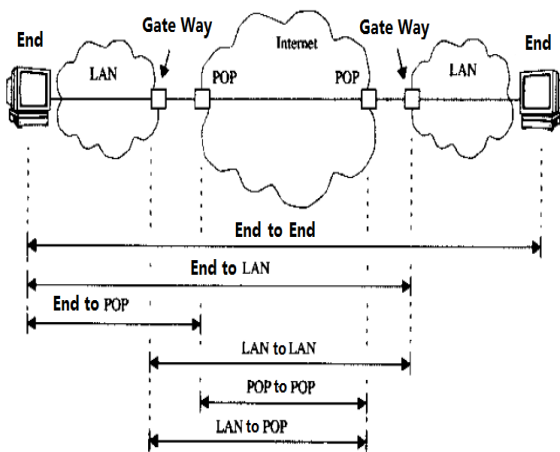 End
Gate Way
Internet
Gate Way
End
LAN
POP
POP
LAN
End to End
End to LAN
End to POP
LAN to LAN
POP to POP
LAN to POP